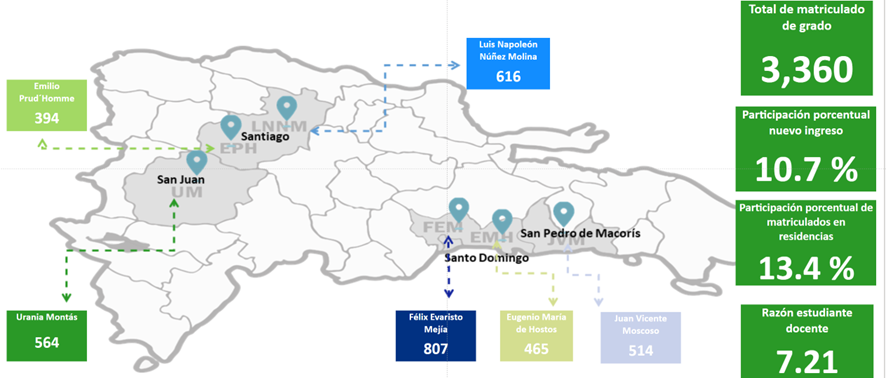 Luis Napoleón
Núñez Molina
616
Emilio
Prud´Homme
394
LNNM
Santiago
EPH
San Juan
UM
FEM
EMH
San Pedro de Macorís
JVM
Santo Domingo
Urania Montás
564
Félix Evaristo
Mejía
807
Eugenio María
de Hostos
465
Juan Vicente
Moscoso
514
Total de matriculado
de grado
3,360
Participación porcentual
nuevo ingreso
10.7 %
Participación porcentual de
matriculados en
residencias
13.4 %
Razón estudiante
docente
7.21